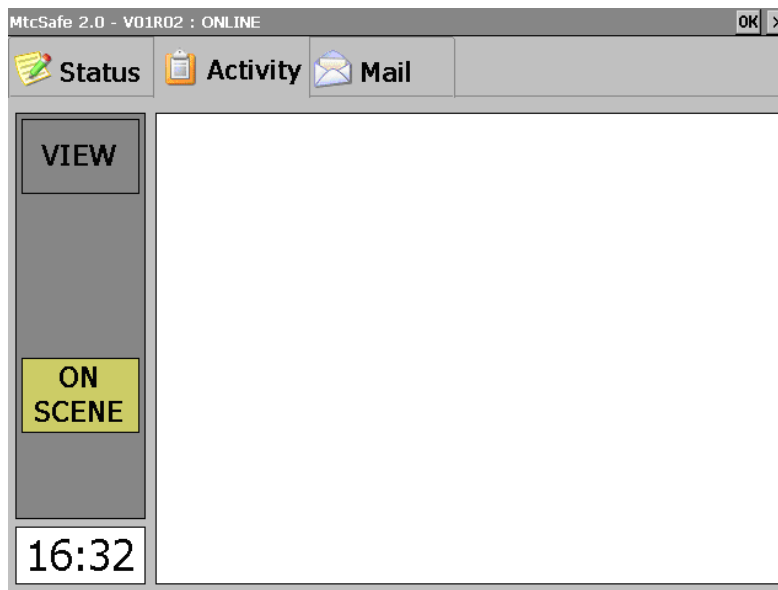 MtcSafe 2.0 - V01R02 : ONLINE OK
Status Activity Mail
VIEW
ON
SCENE
16:32